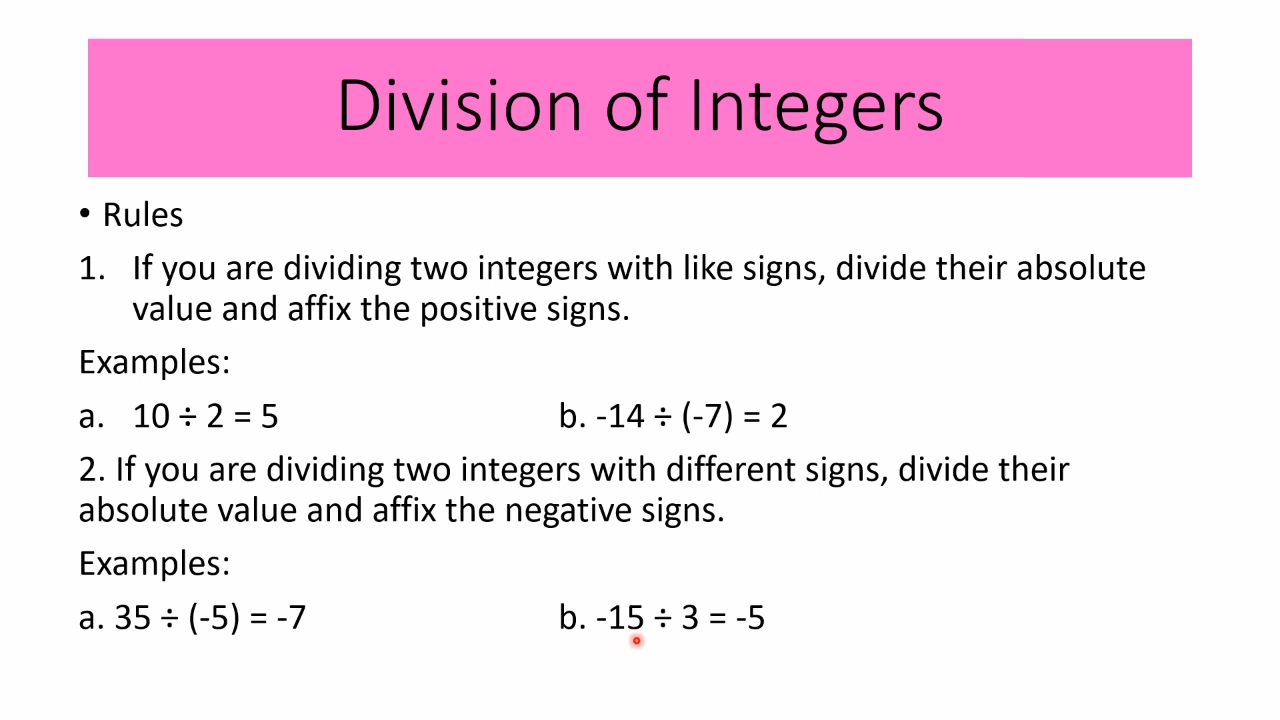 Division of Integers
• Rules
1. If you are dividing two integers with like signs, divide their absolute
value and affix the positive signs.
Examples:
a. 10 ÷ 2 = 5 b. -14 ÷ (-7) = 2
2. If you are dividing two integers with different signs, divide their
absolute value and affix the negative signs.
Examples:
a. 35 ÷ (-5) = -7 b. -15 ÷ 3 = -5